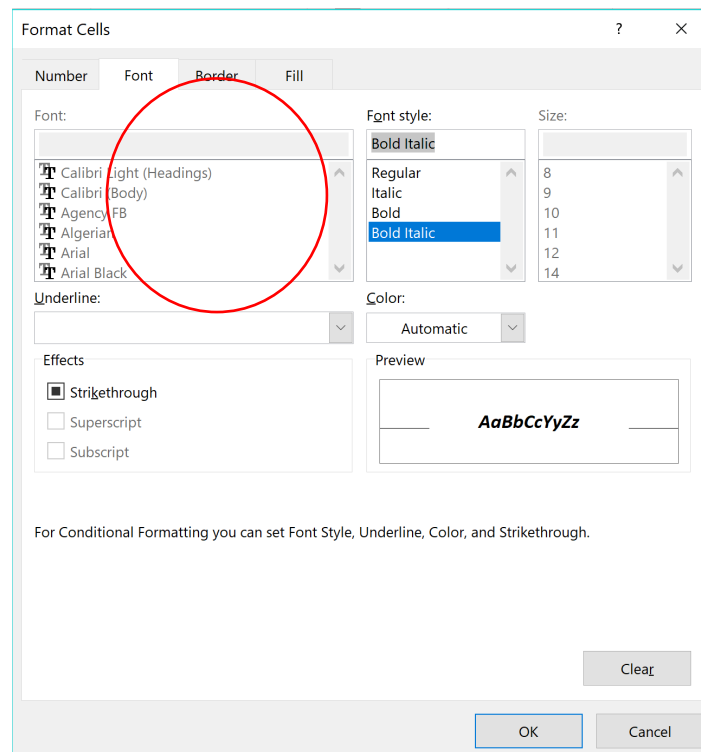 Format Cells ? ×
Number Font Border Fill
Font: Font style: Size:
Bold Italic
Calibri Light (Headings) Regular 8
Calibri (Body) Italic 9
Agency FB Bold 10
Algerian Bold Italic 11
Arial 12
Arial Black 14
Underline: Color:
Automatic
Effects Preview
Strikethrough
Superscript AaBbCcYyZz
Subscript
For Conditional Formatting you can set Font Style, Underline, Color, and Strikethrough.
Clear
OK Cancel